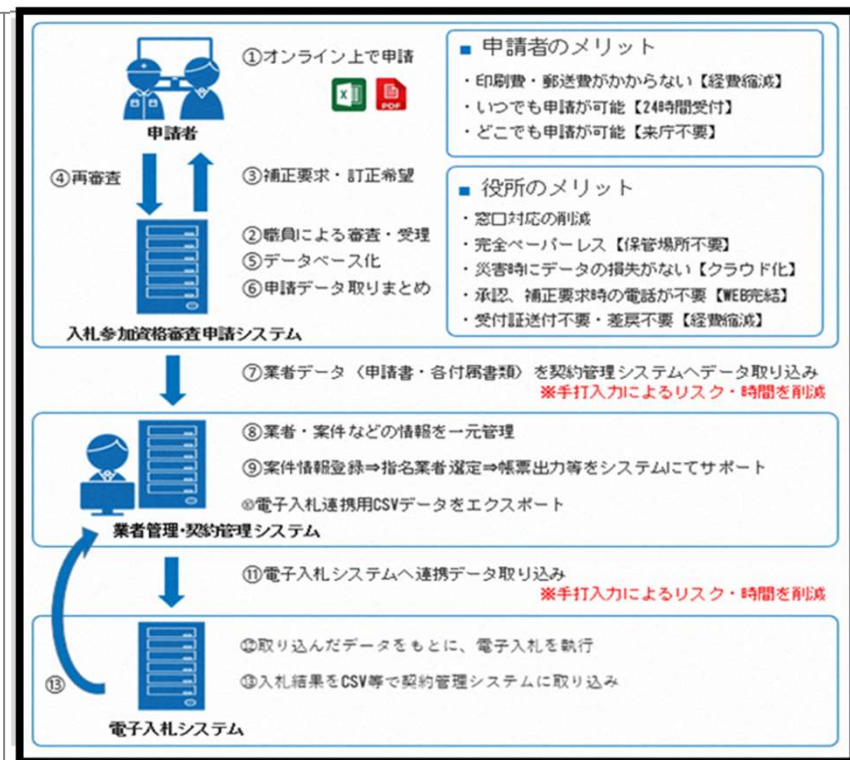 ①オンライン上で申請
PDF
申請者
■ 申請者のメリット
・印刷費・郵送費がかからない【経費縮減】
・いつでも申請が可能【24時間受付】
・どこでも申請が可能【来庁不要】
④再審査
③補正要求・訂正希望
②職員による審査・受理
⑤データベース化
⑥申請データ取りまとめ
入札参加資格審査申請システム
■ 役所のメリット
・窓口対応の削減
・完全ペーパーレス【保管場所不要】
・災害時にデータの損失がない【クラウド化】
・承認、補正要求時の電話が不要【WEB完結】
・受付証送付不要・差戻不要【経費縮減】
⑦業者データ（申請書・各付属書類）を契約管理システムへデータ取り込み
※手打入力によるリスク・時間を削減
⑧業者・案件などの情報を一元管理
⑨案件情報登録⇒指名業者選定⇒帳票出力等をシステムにてサポート
⑩電子入札連携用CSVデータをエクスポート
業者管理・契約管理システム
⑪電子入札システムへ連携データ取り込み
※手打入力によるリスク・時間を削減
⑫取り込んだデータをもとに、電子入札を執行
⑬入札結果をCSV等で契約管理システムに取り込み
⑬
電子入札システム